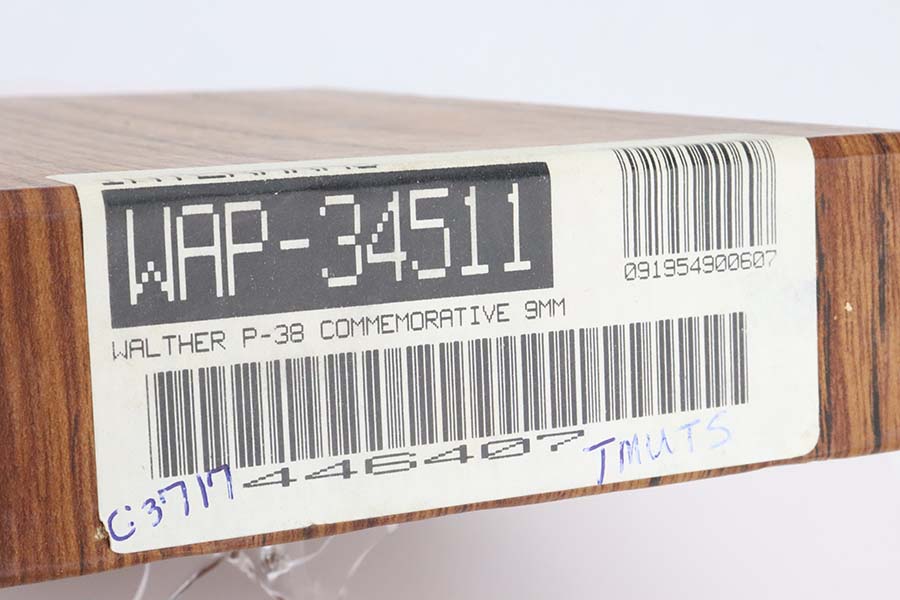 WAP-34511
091954900607
WALTHER P-38 COMMEMORATIVE 9MM
446407
C3717
TMUTS